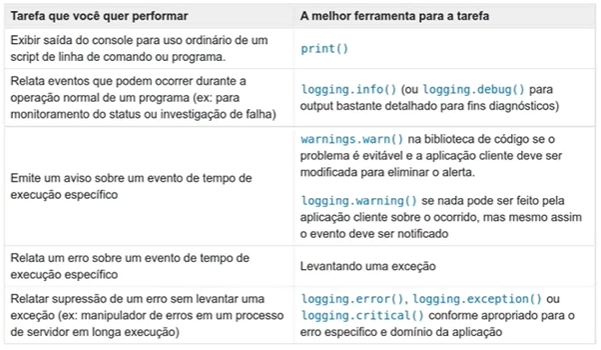 Tarefa que você quer performar
A melhor ferramenta para a tarefa
Exibir saída do console para uso ordinário de um
script de linha de comando ou programa.
print()
Relata eventos que podem ocorrer durante a
operação normal de um programa (ex: para
monitoramento do status ou investigação de falha)
logging.info() (ou logging.debug() para
output bastante detalhado para fins diagnósticos)
Emite um aviso sobre um evento de tempo de
execução específico
warnings.warn() na biblioteca de código se o
problema é evitável e a aplicação cliente deve ser
modificada para eliminar o alerta.
logging.warning() se nada pode ser feito pela
aplicação cliente sobre o ocorrido, mas mesmo assim
o evento deve ser notificado
Relata um erro sobre um evento de tempo de
execução específico
Levantando uma exceção
Relatar supressão de um erro sem levantar uma
exceção (ex: manipulador de erros em um processo
de servidor em longa execução)
logging.error(), logging.exception() ou
logging.critical() conforme apropriado para o
erro especifico e domínio da aplicação